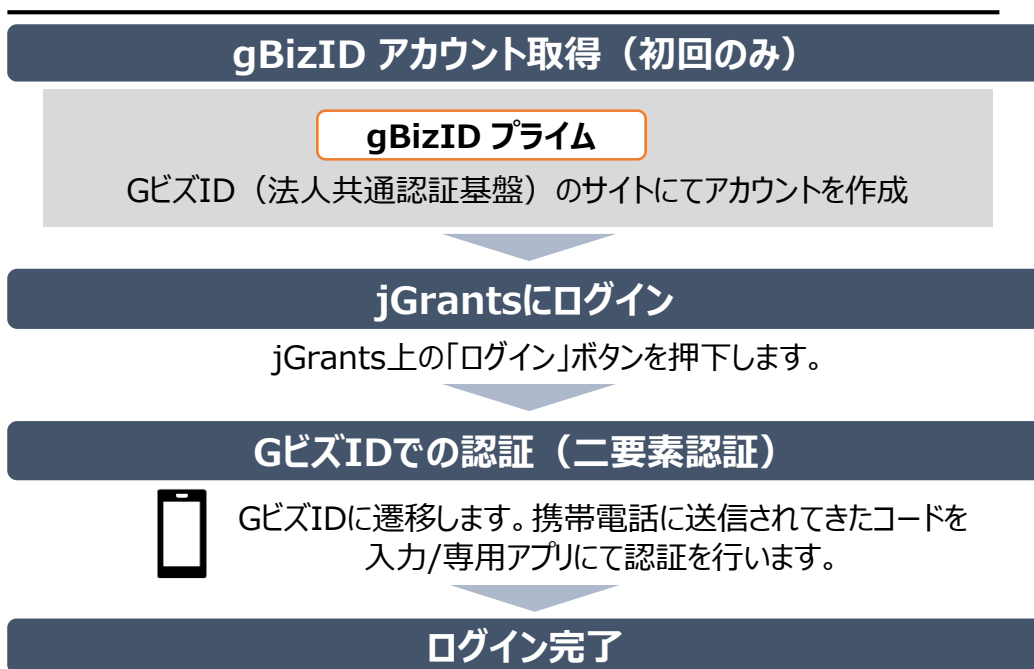 gBizID アカウント取得（初回のみ）
gBizID プライム
GビズID（法人共通認証基盤）のサイトにてアカウントを作成
jGrantsにログイン
jGrants上の「ログイン」ボタンを押下します。
GビズIDでの認証（二要素認証）
GビズIDに遷移します。携帯電話に送信されてきたコードを
入力/専用アプリにて認証を行います。
ログイン完了